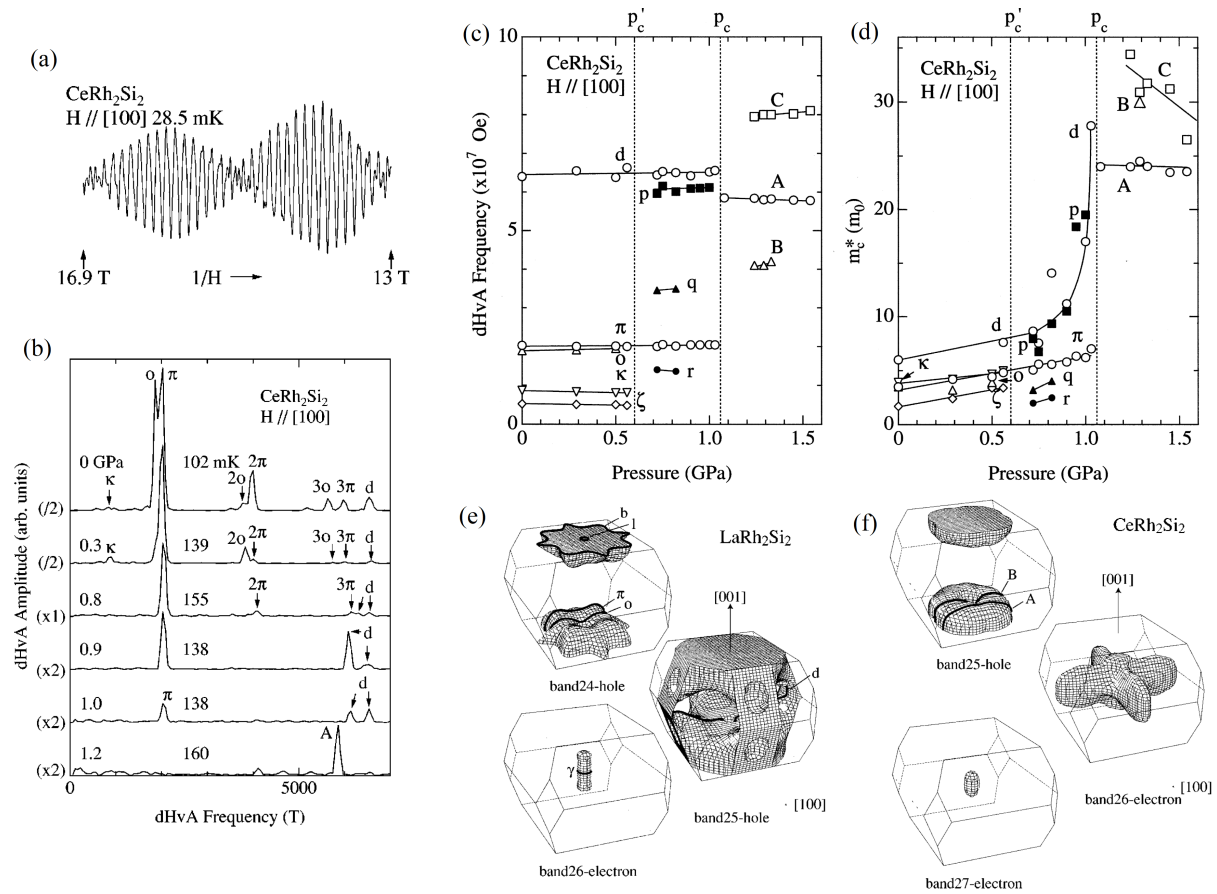 (a)
CeRh2Si2
H // [100] 28.5 mK
16.9 T
1/H
13 T
(b)
o π
CeRh2Si2
H // [100]
0 GPa
κ
102 mK
2o
2π
3o 3π d
(/2)
0.3 κ
139
2o
2π
3o 3π d
(/2)
0.8
155
2π
3π d
(x1)
0.9
138
d
(x2)
1.0
π
138
d
(x2)
1.2
160
A
(x2)
0
5000
dHvA Frequency (T)
dHvA Amplitude (arb. units)
(c)
pc'
pc
CeRh2Si2
H // [100]
10
5
0
C
d
p
A
B
q
π
o
κ
r
ζ
0.0 0.5 1.0 1.5
Pressure (GPa)
dHvA Frequency (x10^7 Oe)
(d)
pc'
pc
CeRh2Si2
H // [100]
30
20
10
0
C
B
d
A
p
d
π
p
κ
o
q
ζ
r
0.0 0.5 1.0 1.5
Pressure (GPa)
mc* (m0)
(e)
b
l
LaRh2Si2
π
o
[001]
band24-hole
d
γ
[100]
band25-hole
band26-electron
(f)
CeRh2Si2
B
A
[001]
band25-hole
[100]
band26-electron
band27-electron